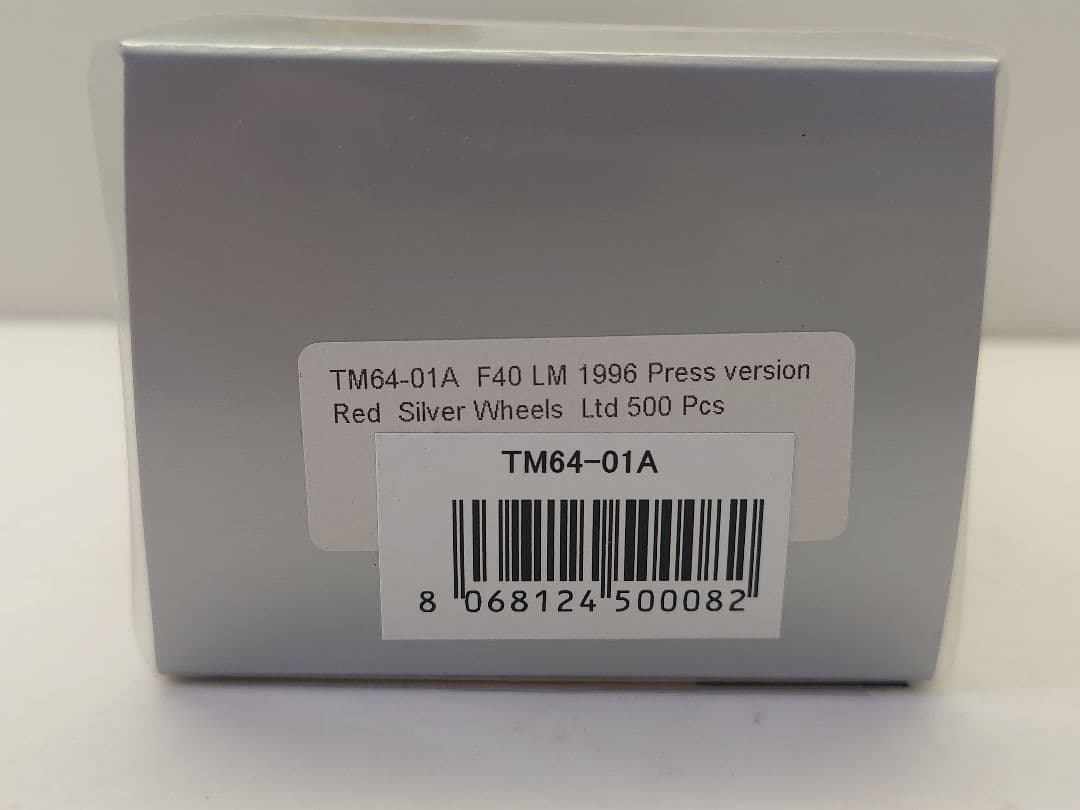 TM64-01A  F40 LM 1996 Press version
Red  Silver Wheels  Ltd 500 Pcs
TM64-01A
8 068124 500082